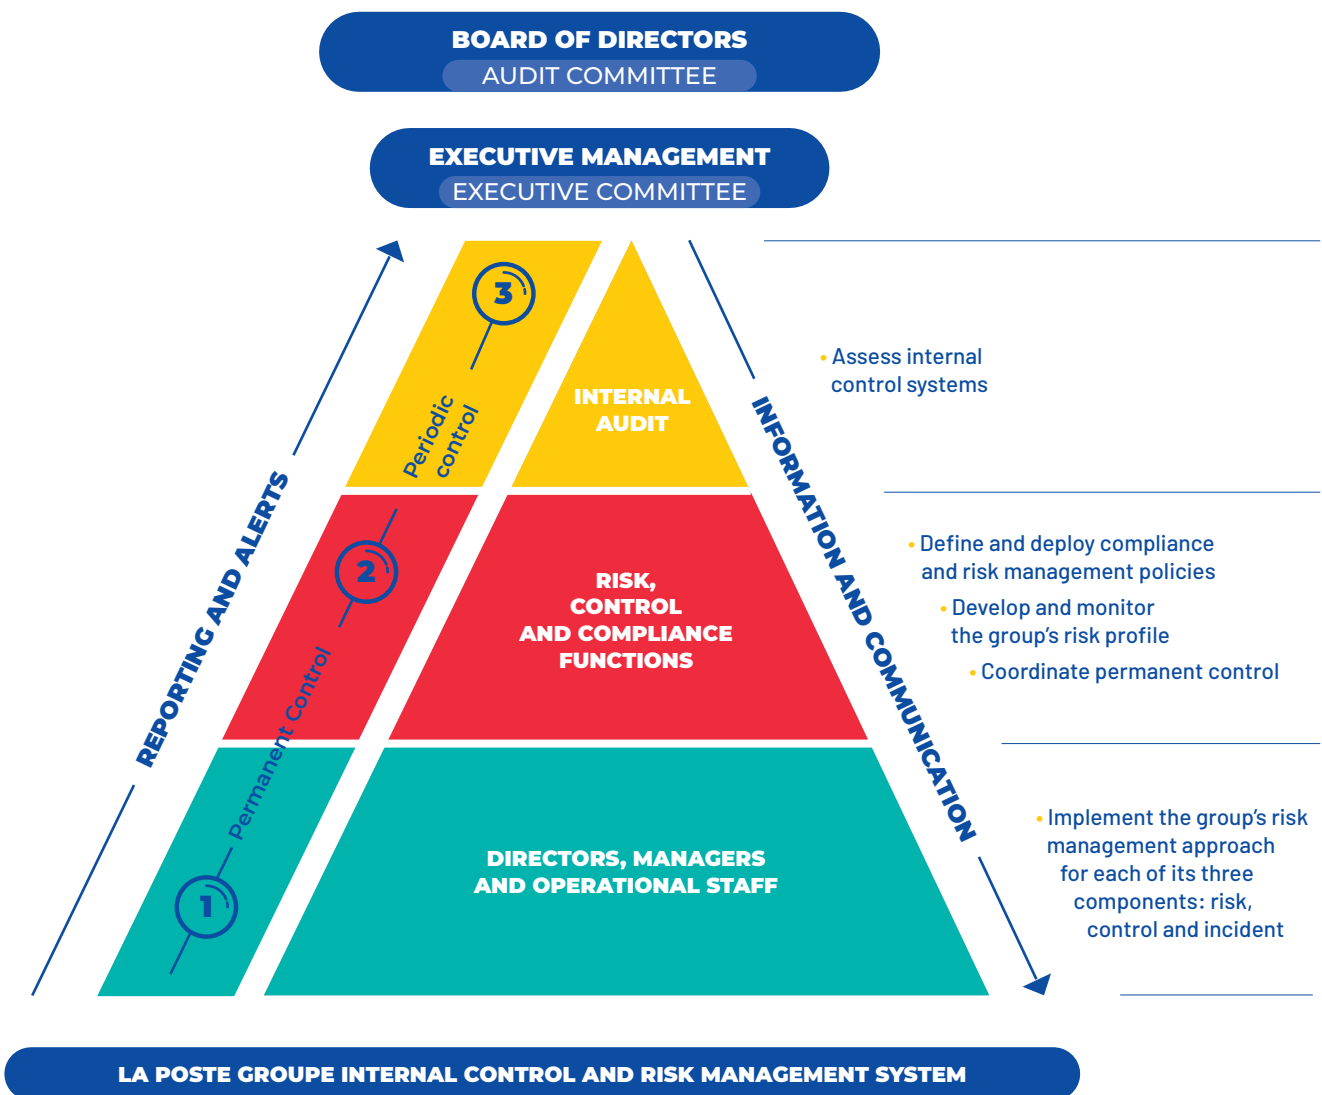 BOARD OF DIRECTORS
AUDIT COMMITTEE
EXECUTIVE MANAGEMENT
EXECUTIVE COMMITTEE
REPORTING AND ALERTS
3
Periodic
control
2
Permanent Control
1
INTERNAL
AUDIT
RISK,
CONTROL
AND COMPLIANCE
FUNCTIONS
DIRECTORS, MANAGERS
AND OPERATIONAL STAFF
INFORMATION AND COMMUNICATION
• Assess internal
control systems
• Define and deploy compliance
and risk management policies
• Develop and monitor
the group’s risk profile
• Coordinate permanent control
• Implement the group’s risk
management approach
for each of its three
components: risk,
control and incident
LA POSTE GROUPE INTERNAL CONTROL AND RISK MANAGEMENT SYSTEM